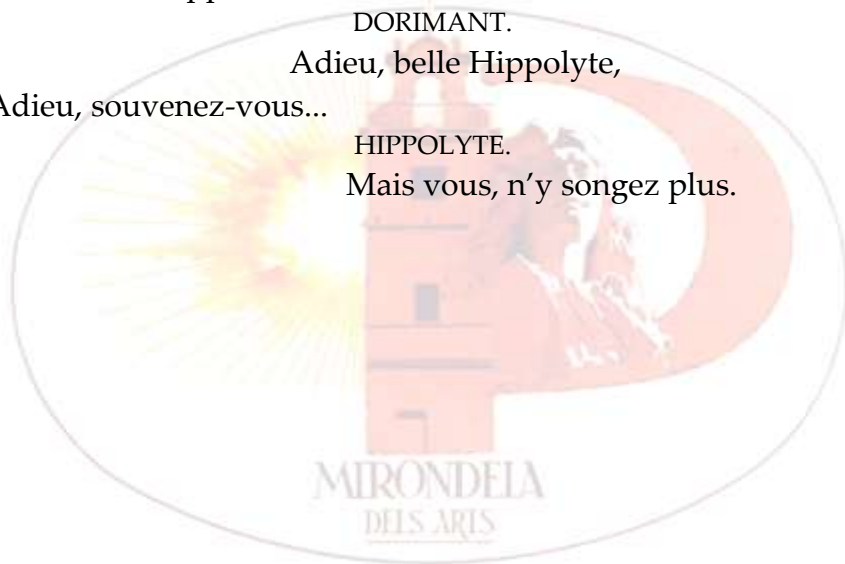 DORIMANT.
Adieu, belle Hippolyte,
Adieu, souvenez-vous...
HIPPOLYTE.
Mais vous, n’y songez plus.
MIRONDELA
DELS ARTS